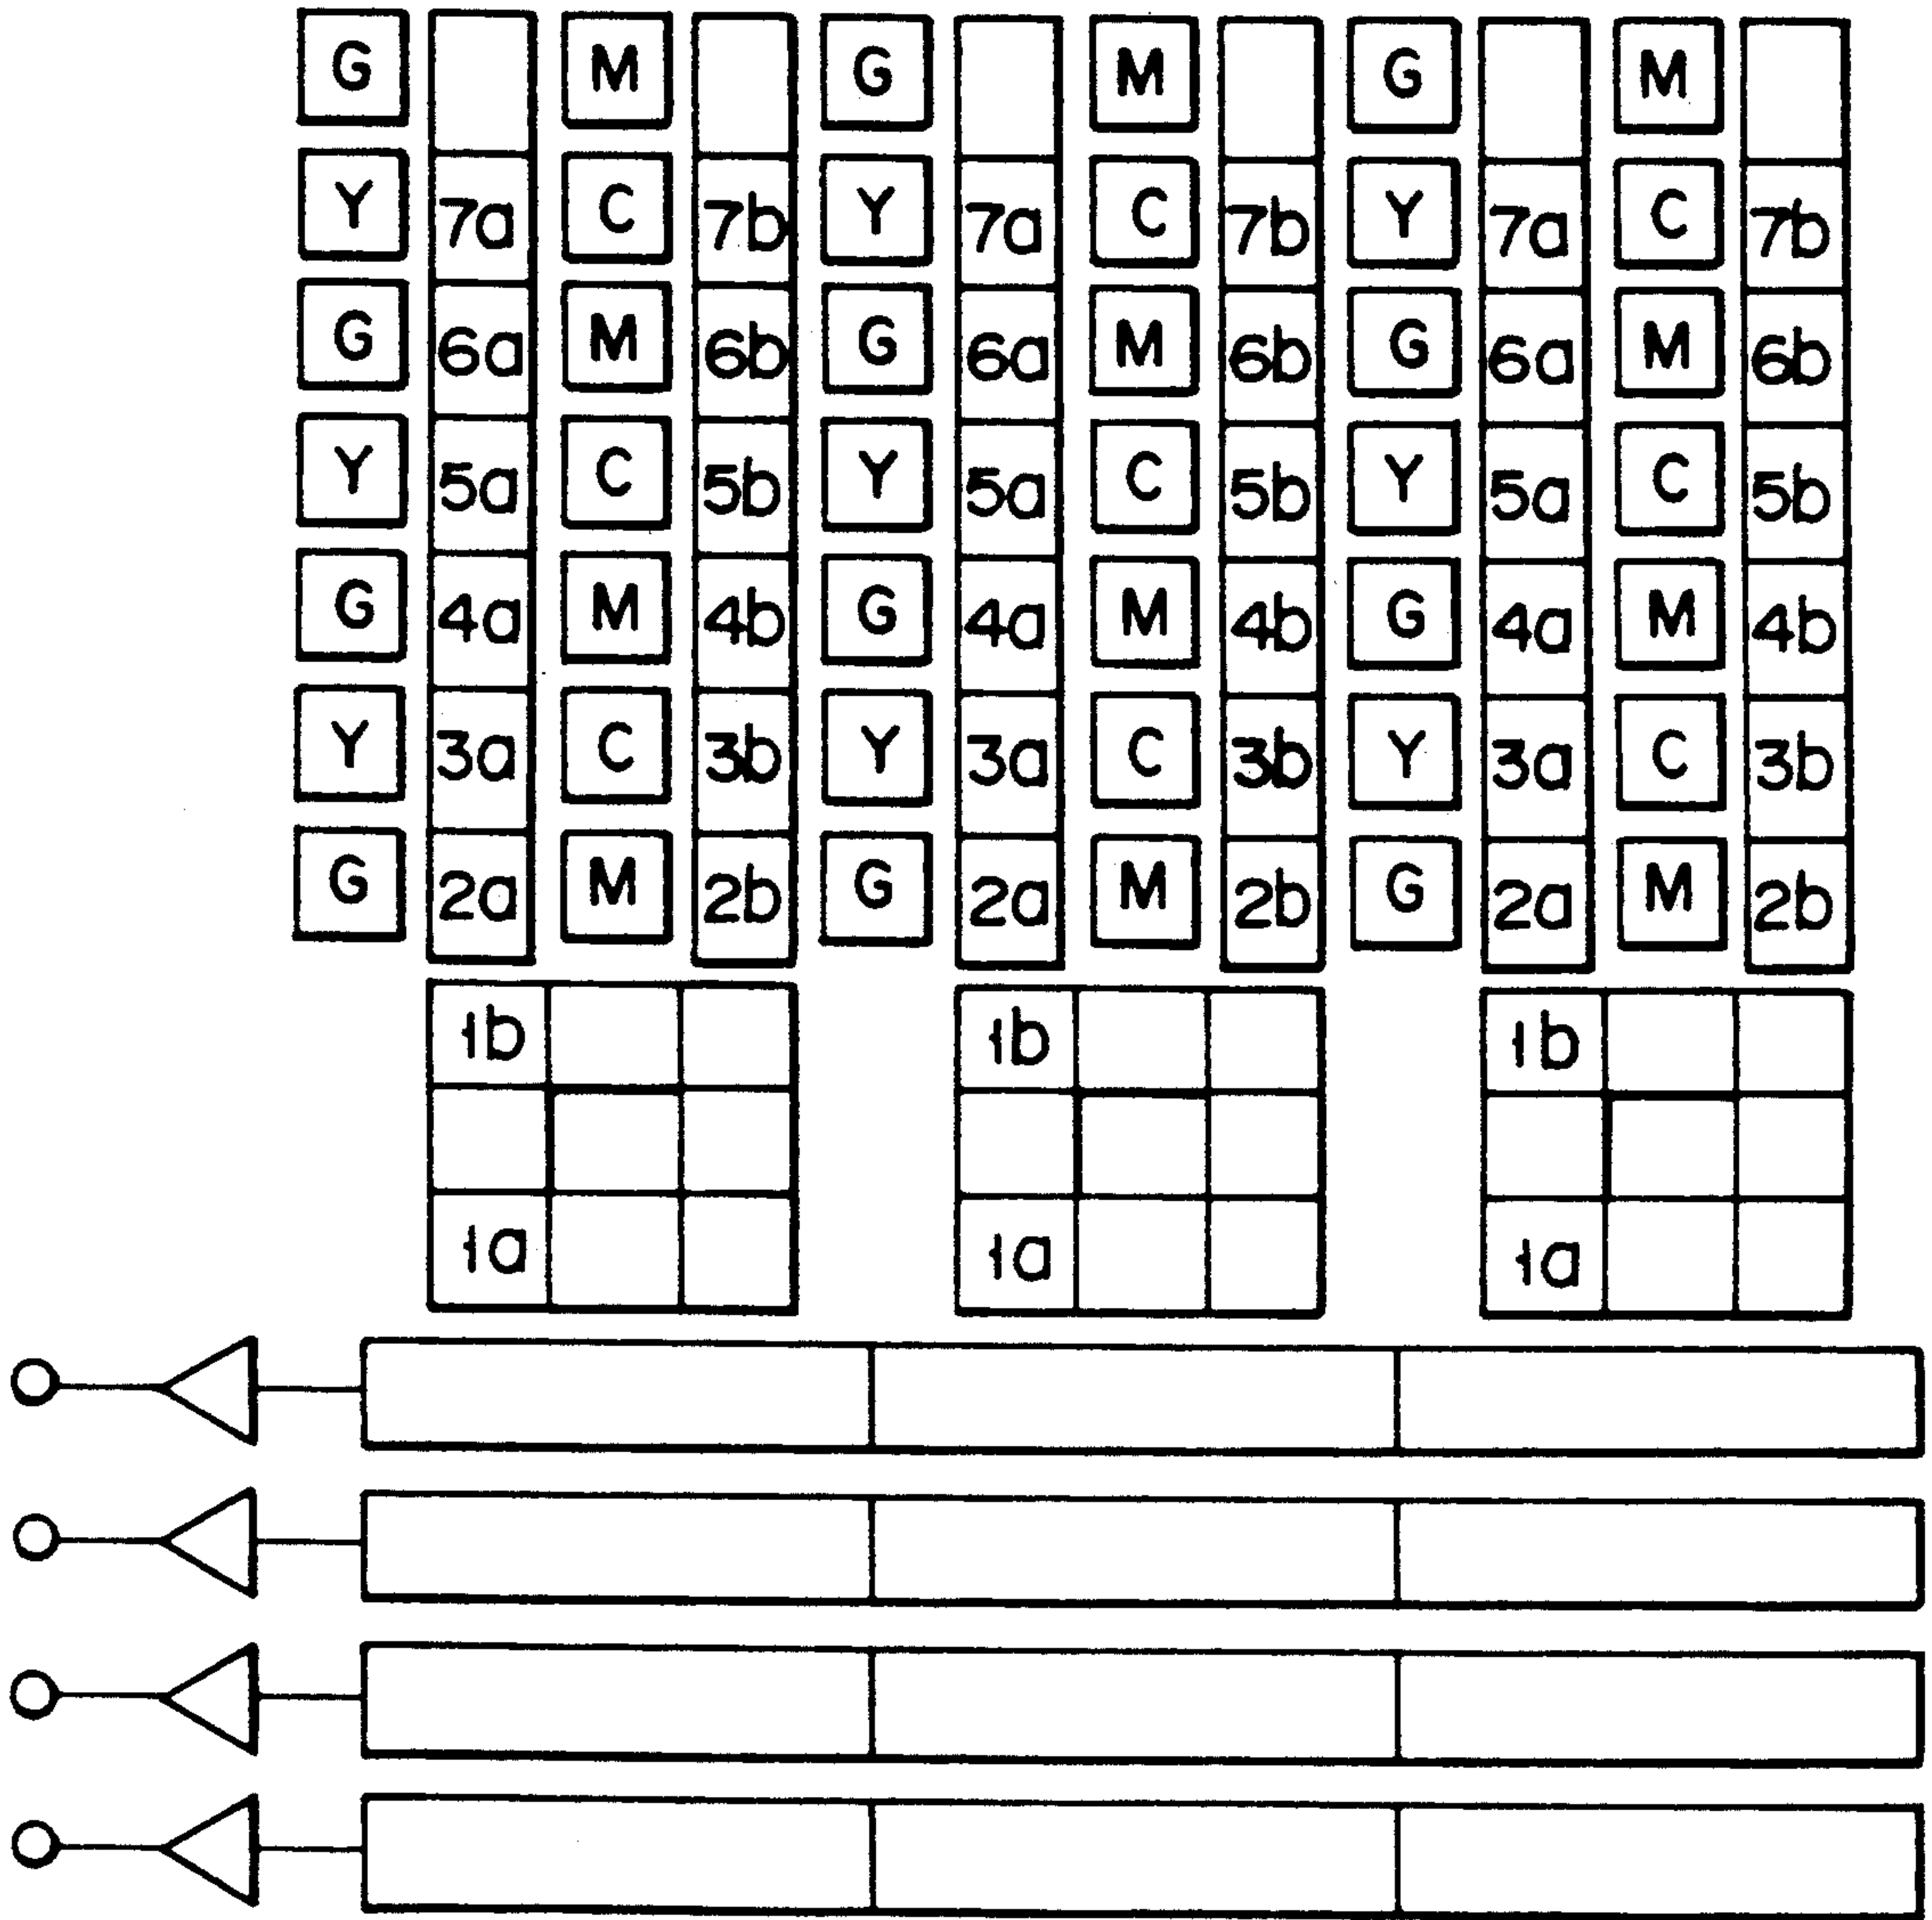 G M G M G M
Y 7a C 7b Y 7a C 7b Y 7a C 7b
G 6a M 6b G 6a M 6b G 6a M 6b
Y 5a C 5b Y 5a C 5b Y 5a C 5b
G 4a M 4b G 4a M 4b G 4a M 4b
Y 3a C 3b Y 3a C 3b Y 3a C 3b
G 2a M 2b G 2a M 2b G 2a M 2b
1b 1b 1b
1a 1a 1a